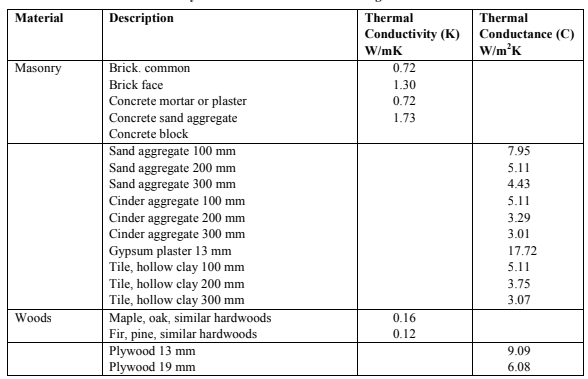 Material Description Thermal Conductivity (K) W/mK Thermal Conductance (C) W/m²K
Masonry Brick. common 0.72
Brick face 1.30
Concrete mortar or plaster 0.72
Concrete sand aggregate 1.73
Concrete block
Sand aggregate 100 mm 7.95
Sand aggregate 200 mm 5.11
Sand aggregate 300 mm 4.43
Cinder aggregate 100 mm 5.11
Cinder aggregate 200 mm 3.29
Cinder aggregate 300 mm 3.01
Gypsum plaster 13 mm 17.72
Tile, hollow clay 100 mm 5.11
Tile, hollow clay 200 mm 3.75
Tile, hollow clay 300 mm 3.07
Woods Maple, oak, similar hardwoods 0.16
Fir, pine, similar hardwoods 0.12
Plywood 13 mm 9.09
Plywood 19 mm 6.08